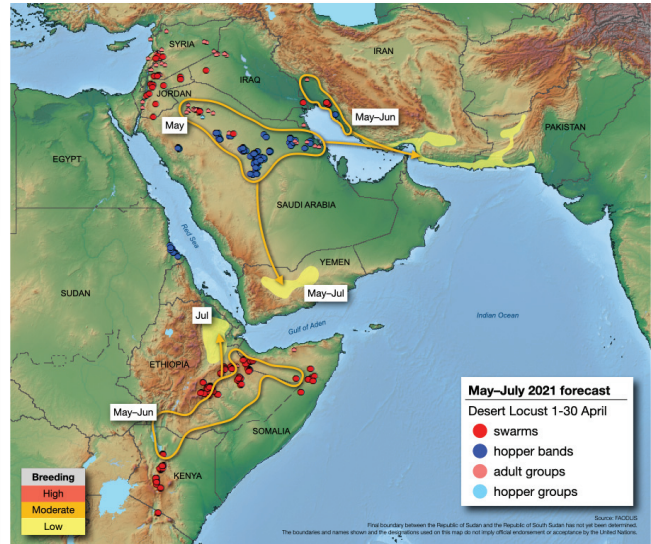 SYRIA
IRAN
IRAQ
JORDAN
May–Jun
May
PAKISTAN
EGYPT
SAUDI ARABIA
Red Sea
YEMEN
SUDAN
May–Jul
Jul
Gulf of Aden
Indian Ocean
ETHIOPIA
May–Jun
SOMALIA
KENYA
May–July 2021 forecast
Desert Locust 1-30 April
swarms
hopper bands
adult groups
hopper groups
Breeding
High
Moderate
Low
Source: FAODLIS
Final boundary between the Republic of Sudan and the Republic of South Sudan has not yet been determined.
The boundaries and names shown and the designations used on this map do not imply official endorsement or acceptance by the United Nations.